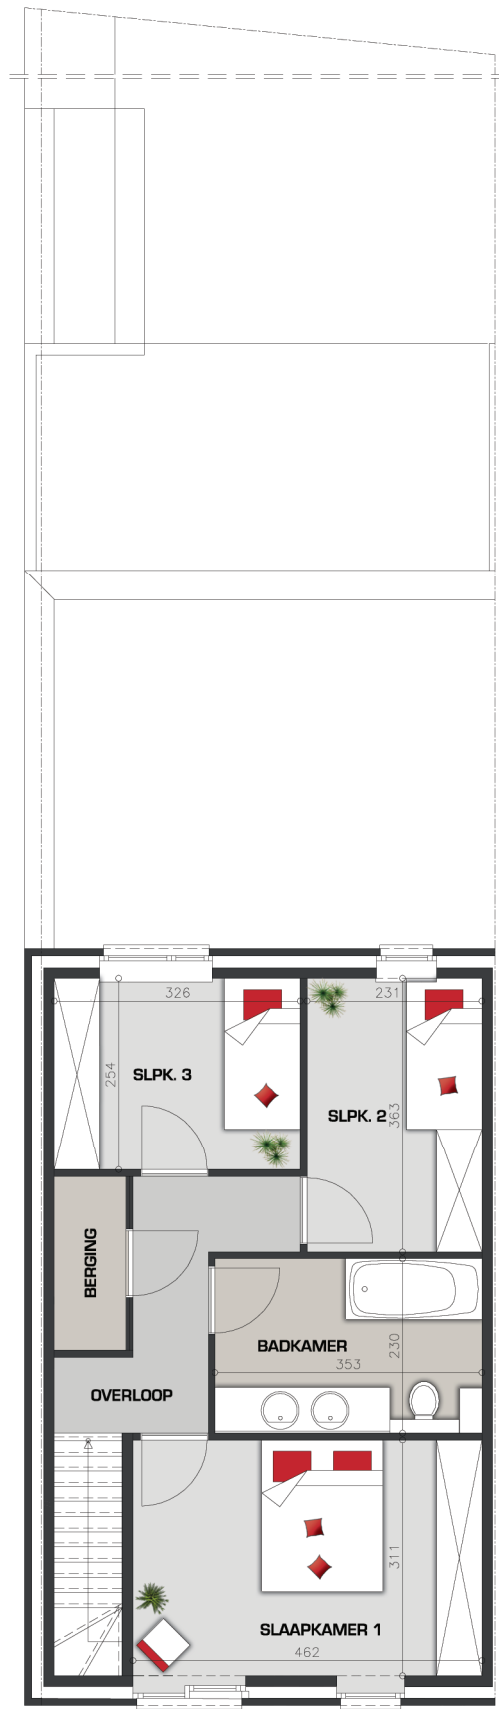 326
231
254
SLPK. 3
SLPK. 2
363
BERGING
BADKAMER
230
353
OVERLOOP
311
SLAAPKAMER 1
462